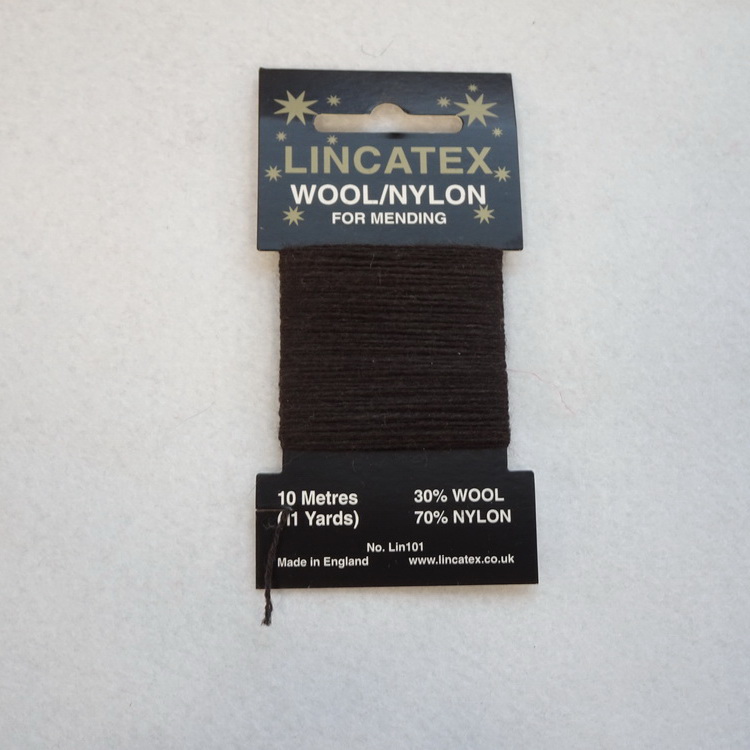 LINCATEX
WOOL/NYLON
FOR MENDING
10 Metres 30% WOOL
(11 Yards) 70% NYLON
No. Lin101
Made in England www.lincatex.co.uk